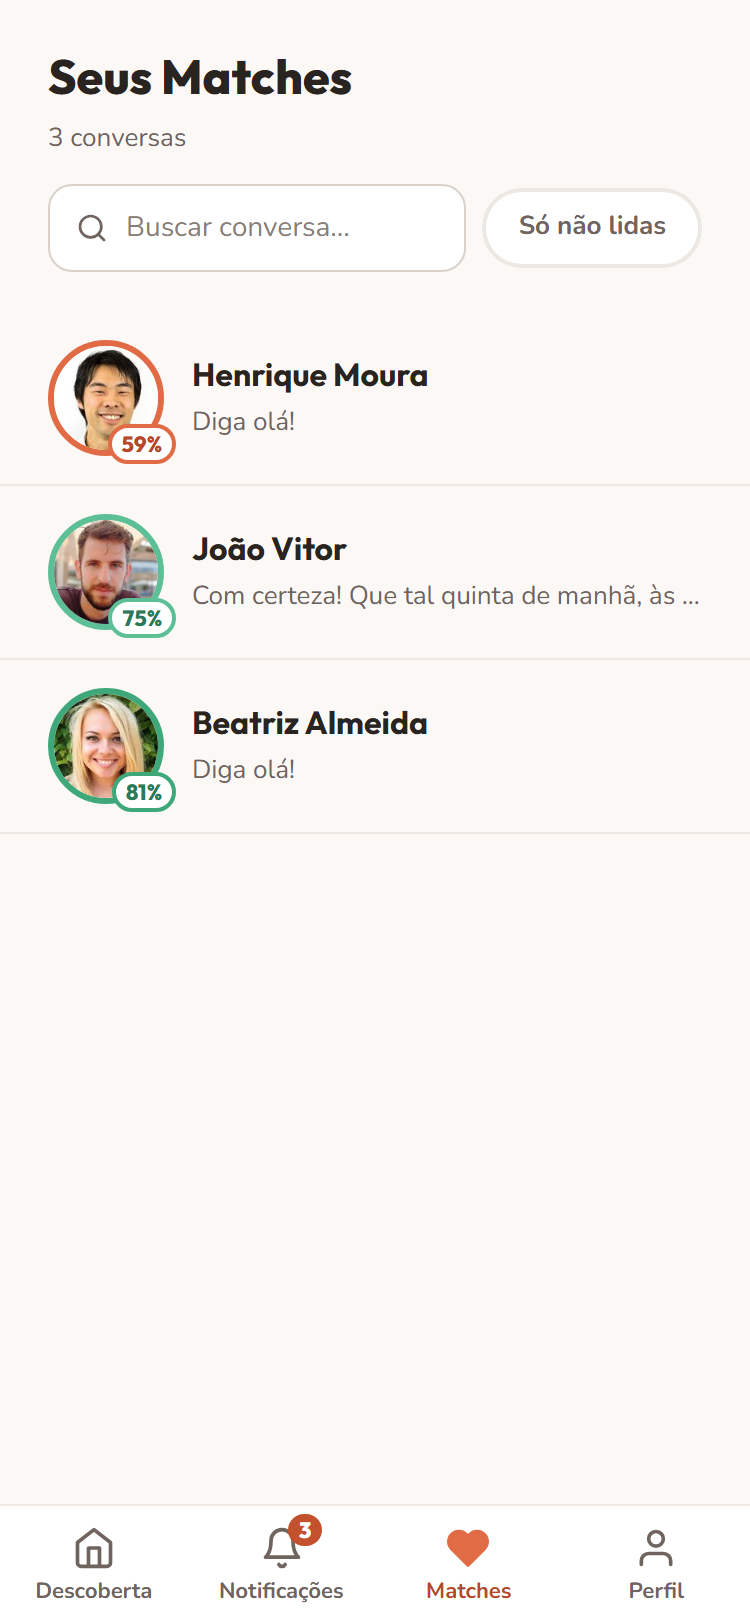 Seus Matches
3 conversas
Buscar conversa...
Só não lidas
Henrique Moura
Diga olá!
59%
João Vitor
Com certeza! Que tal quinta de manhã, às ...
75%
Beatriz Almeida
Diga olá!
81%
3
Descoberta
Notificações
Matches
Perfil